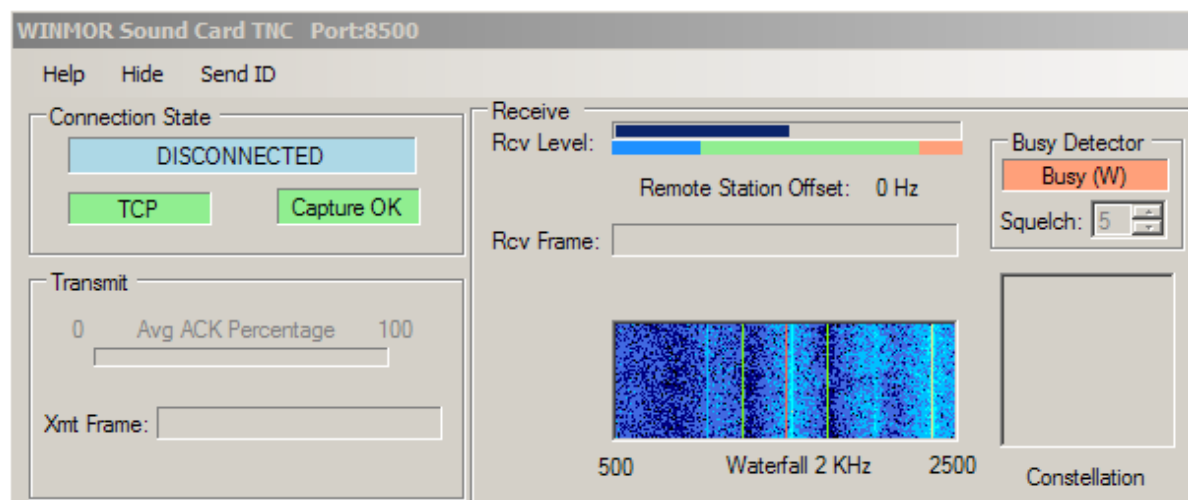 WINMOR Sound Card TNC Port:8500
Help Hide Send ID
Connection State
DISCONNECTED
TCP Capture OK
Transmit
0 Avg ACK Percentage 100
Xmt Frame:
Receive
Rcv Level:
Remote Station Offset: 0 Hz
Rcv Frame:
500 Waterfall 2 KHz 2500
Busy Detector
Busy (W)
Squelch: 5
Constellation